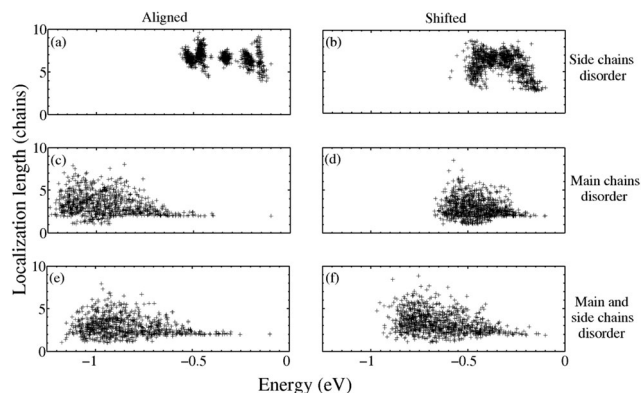 Aligned
Shifted
10
(a)
(b)
Side chains
disorder
5
0
10
(c)
(d)
Main chains
disorder
5
0
10
(e)
(f)
Main and
side chains
disorder
5
0
Localization length (chains)
−1
−0.5
0
−1
−0.5
0
Energy (eV)